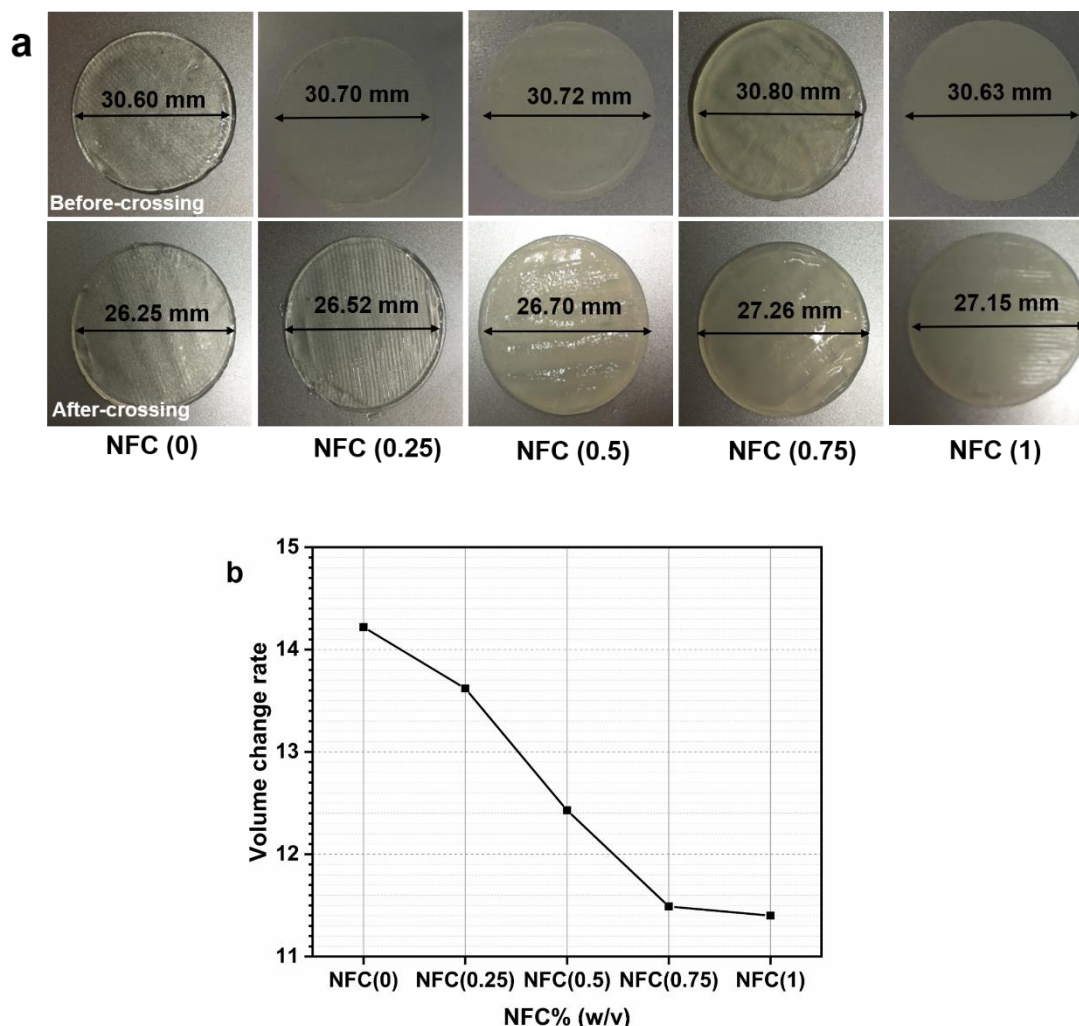 a
30.60 mm
30.70 mm
30.72 mm
30.80 mm
30.63 mm
Before-crossing
26.25 mm
26.52 mm
26.70 mm
27.26 mm
27.15 mm
After-crossing
NFC (0)
NFC (0.25)
NFC (0.5)
NFC (0.75)
NFC (1)
b
15
14
13
12
11
Volume change rate
NFC(0)
NFC(0.25)
NFC(0.5)
NFC(0.75)
NFC(1)
NFC% (w/v)